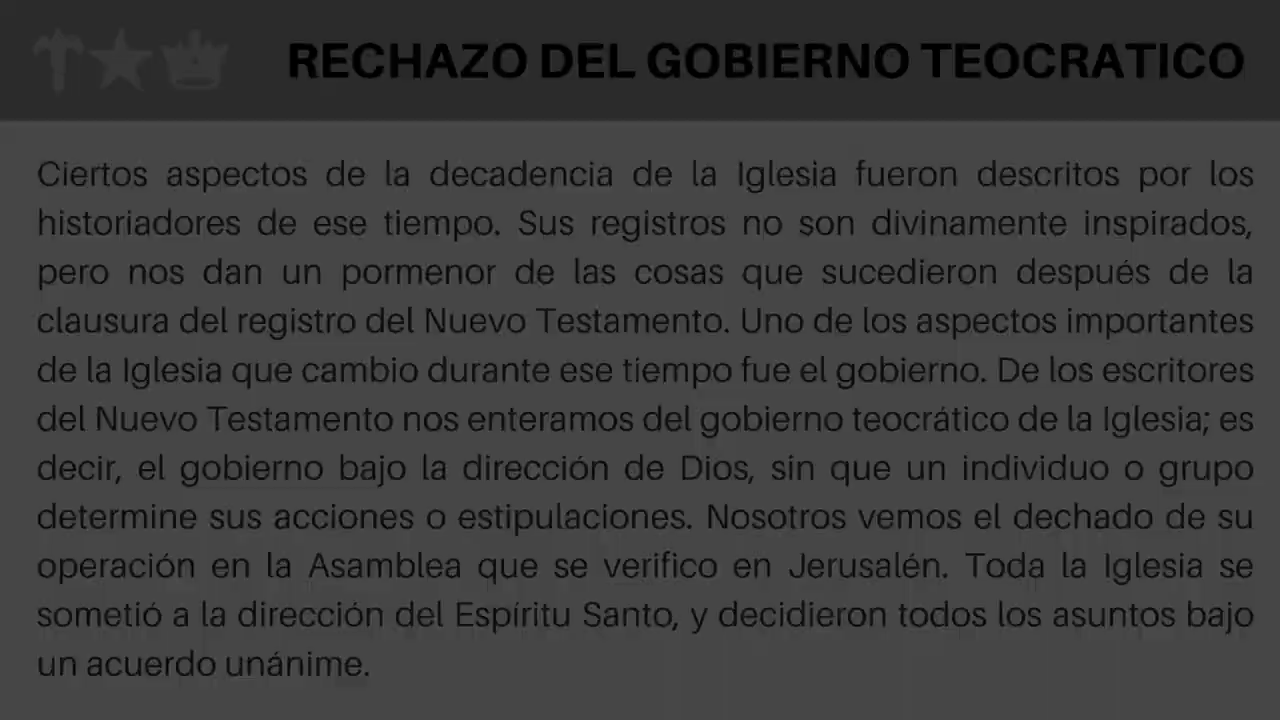 RECHAZO DEL GOBIERNO TEOCRATICO
Ciertos aspectos de la decadencia de la Iglesia fueron descritos por los
historiadores de ese tiempo. Sus registros no son divinamente inspirados,
pero nos dan un pormenor de las cosas que sucedieron después de la
clausura del registro del Nuevo Testamento. Uno de los aspectos importantes
de la Iglesia que cambio durante ese tiempo fue el gobierno. De los escritores
del Nuevo Testamento nos enteramos del gobierno teocrático de la Iglesia; es
decir, el gobierno bajo la dirección de Dios, sin que un individuo o grupo
determine sus acciones o estipulaciones. Nosotros vemos el dechado de su
operación en la Asamblea que se verifico en Jerusalén. Toda la Iglesia se
sometió a la dirección del Espíritu Santo, y decidieron todos los asuntos bajo
un acuerdo unánime.